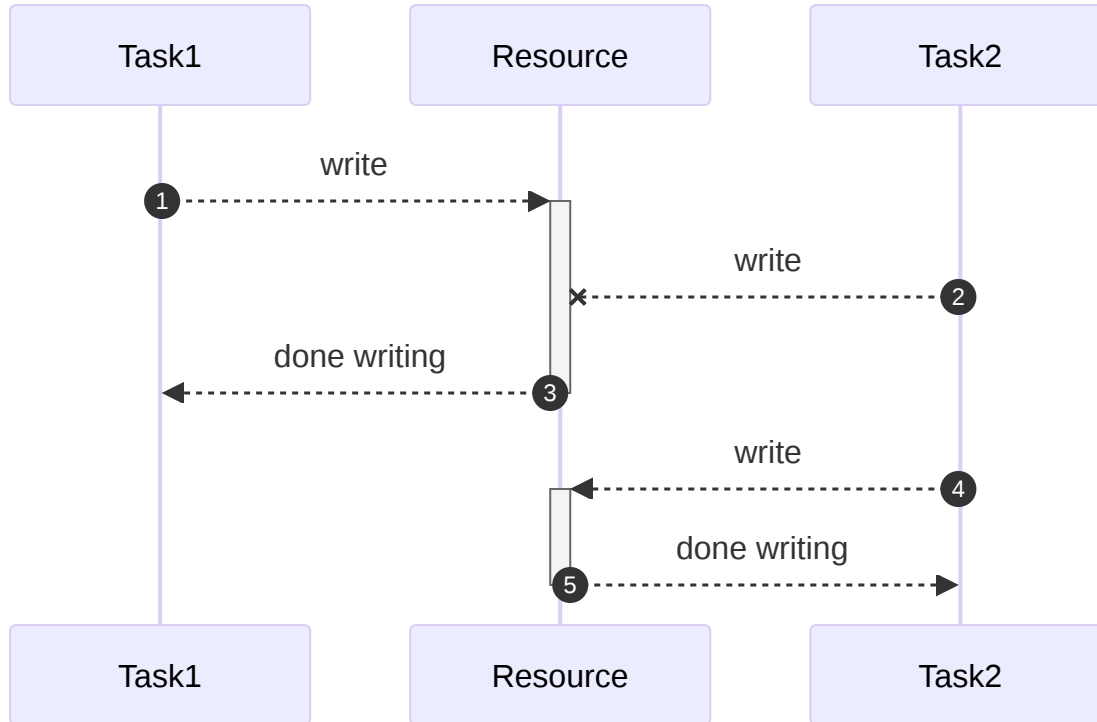 Task1
Resource
Task2
write
1
write
2
done writing
3
write
4
done writing
5
Task1
Resource
Task2